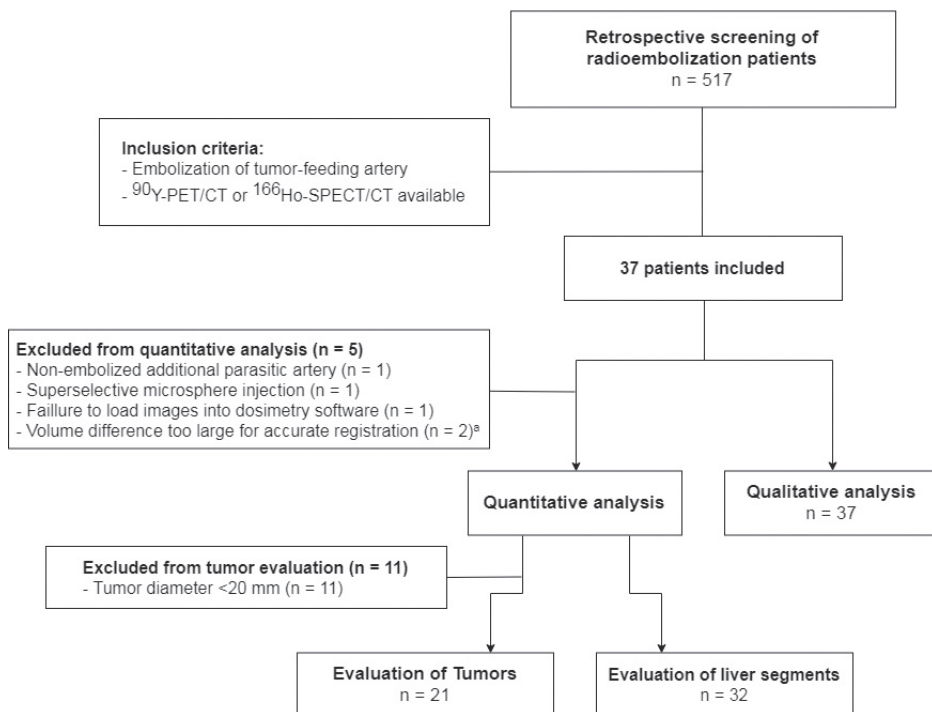 Retrospective screening of
radioembolization patients
n = 517
Inclusion criteria:
- Embolization of tumor-feeding artery
- ⁹⁰Y-PET/CT or ¹⁶⁶Ho-SPECT/CT available
37 patients included
Excluded from quantitative analysis (n = 5)
- Non-embolized additional parasitic artery (n = 1)
- Superselective microsphere injection (n = 1)
- Faillure to load images into dosimetry software (n = 1)
- Volume difference too large for accurate registration (n = 2)ᵃ
Quantitative analysis
Qualitative analysis
n = 37
Excluded from tumor evaluation (n = 11)
- Tumor diameter <20 mm (n = 11)
Evaluation of Tumors
n = 21
Evaluation of liver segments
n = 32